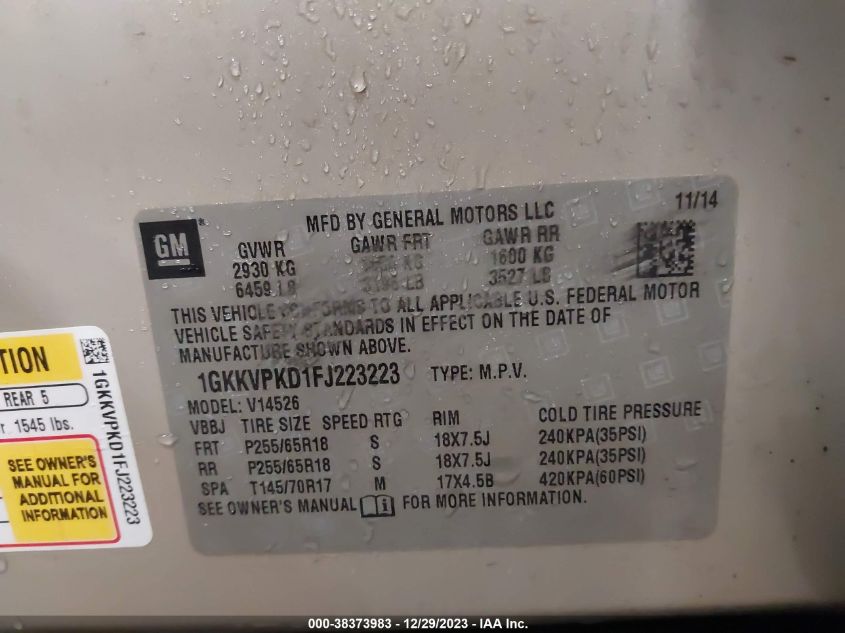 MFD BY GENERAL MOTORS LLC
11/14
GM
GVWR GAWR FRT GAWR RR
2930 KG KG 1600 KG
6459 LB LB 3527 LB
THIS VEHICLE CONFORMS TO ALL APPLICABLE U.S. FEDERAL MOTOR
VEHICLE SAFETY STANDARDS IN EFFECT ON THE DATE OF
MANUFACTURE SHOWN ABOVE.
1GKKVPKD1FJ223223 TYPE: M.P.V.
MODEL: V14526
VBBJ TIRE SIZE SPEED RTG RIM COLD TIRE PRESSURE
FRT P255/65R18 S 18X7.5J 240KPA(35PSI)
RR P255/65R18 S 18X7.5J 240KPA(35PSI)
SPA T145/70R17 M 17X4.5B 420KPA(60PSI)
SEE OWNER'S MANUAL i FOR MORE INFORMATION.
REAR 5
1545 lbs.
SEE OWNER'S
MANUAL FOR
ADDITIONAL
INFORMATION
1GKKVPKD1FJ223223
000-38373983 - 12/29/2023 - IAA Inc.